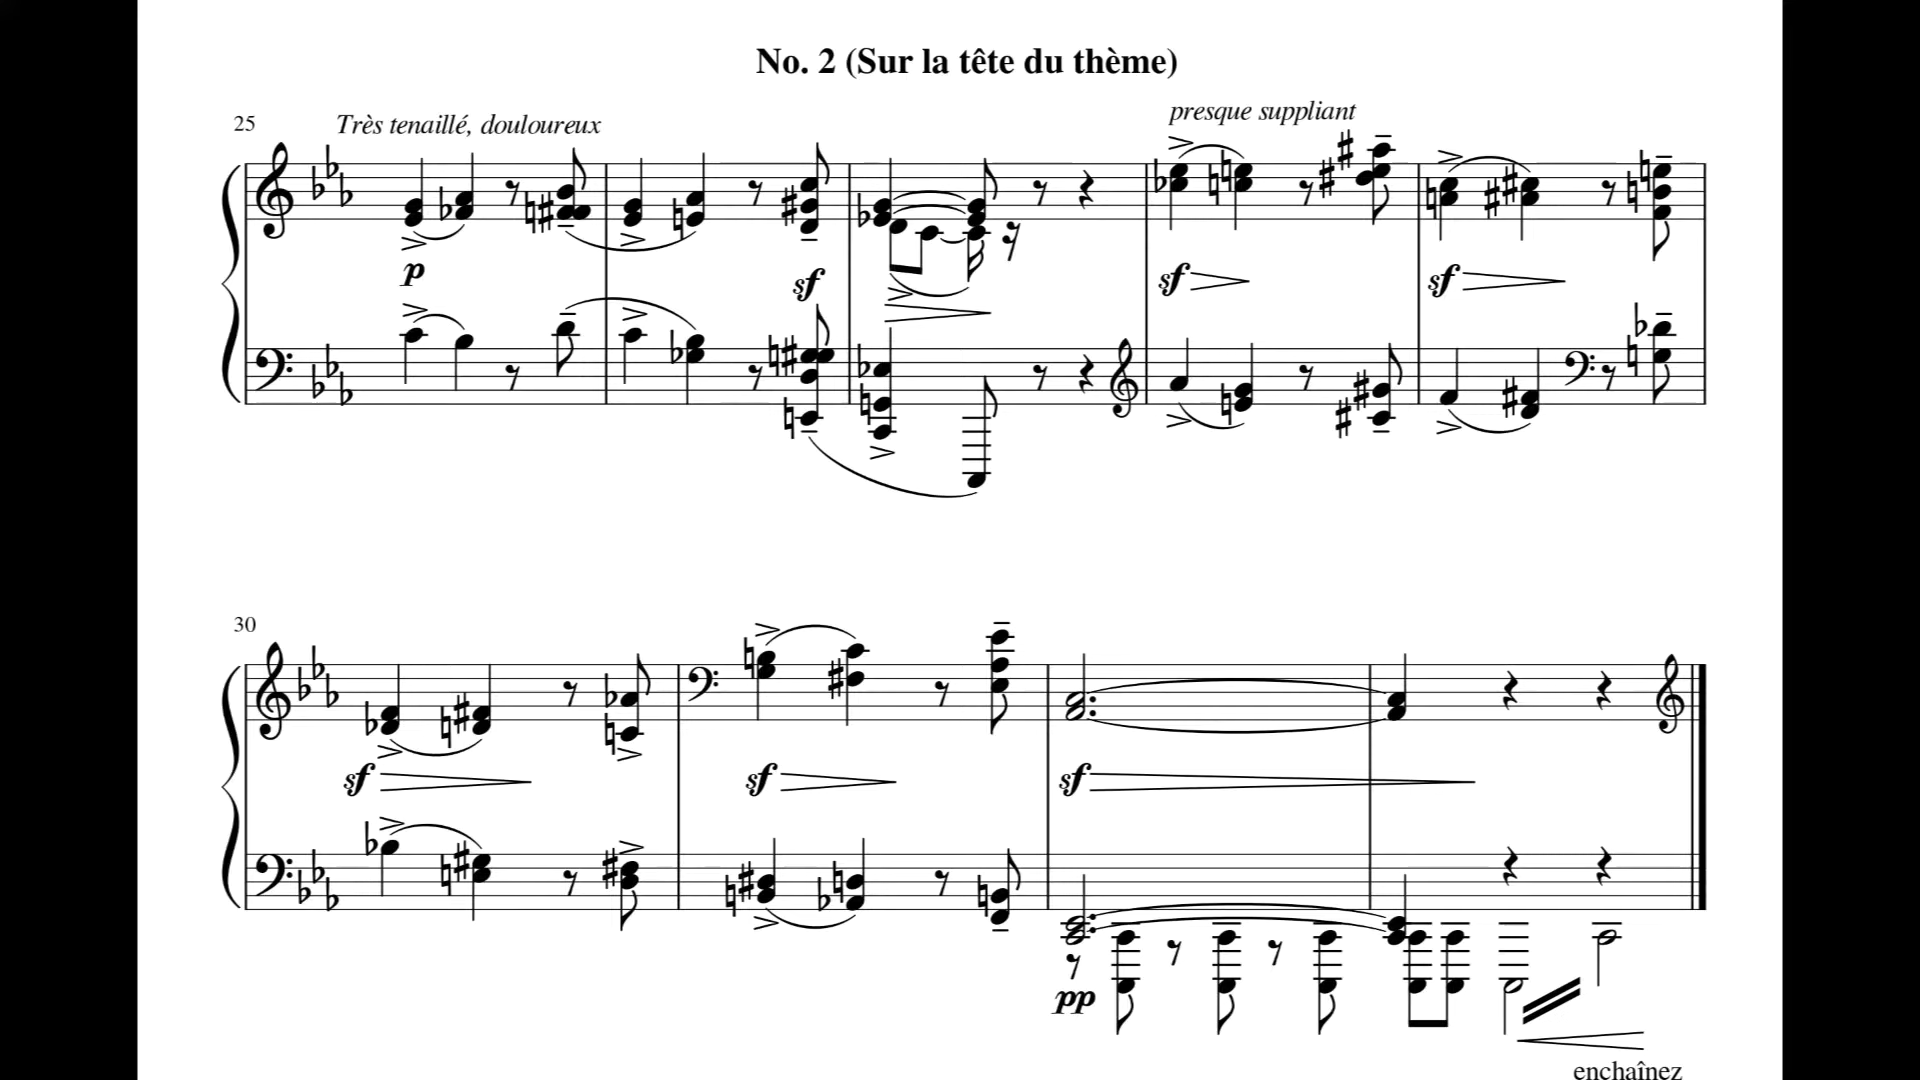 No. 2 (Sur la tête du thème)
25 Très tenaillé, douloureux presque suppliant
p sf sf sf
30
sf sf sf
pp
enchaînez